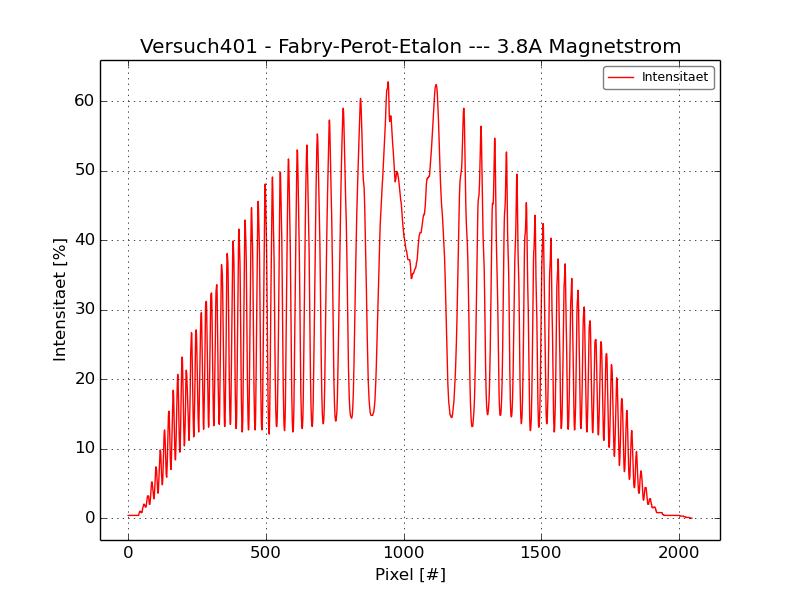 Versuch401 - Fabry-Perot-Etalon --- 3.8A Magnetstrom
Intensitaet
60
50
40
30
20
10
0
Intensitaet [%]
0 500 1000 1500 2000
Pixel [#]